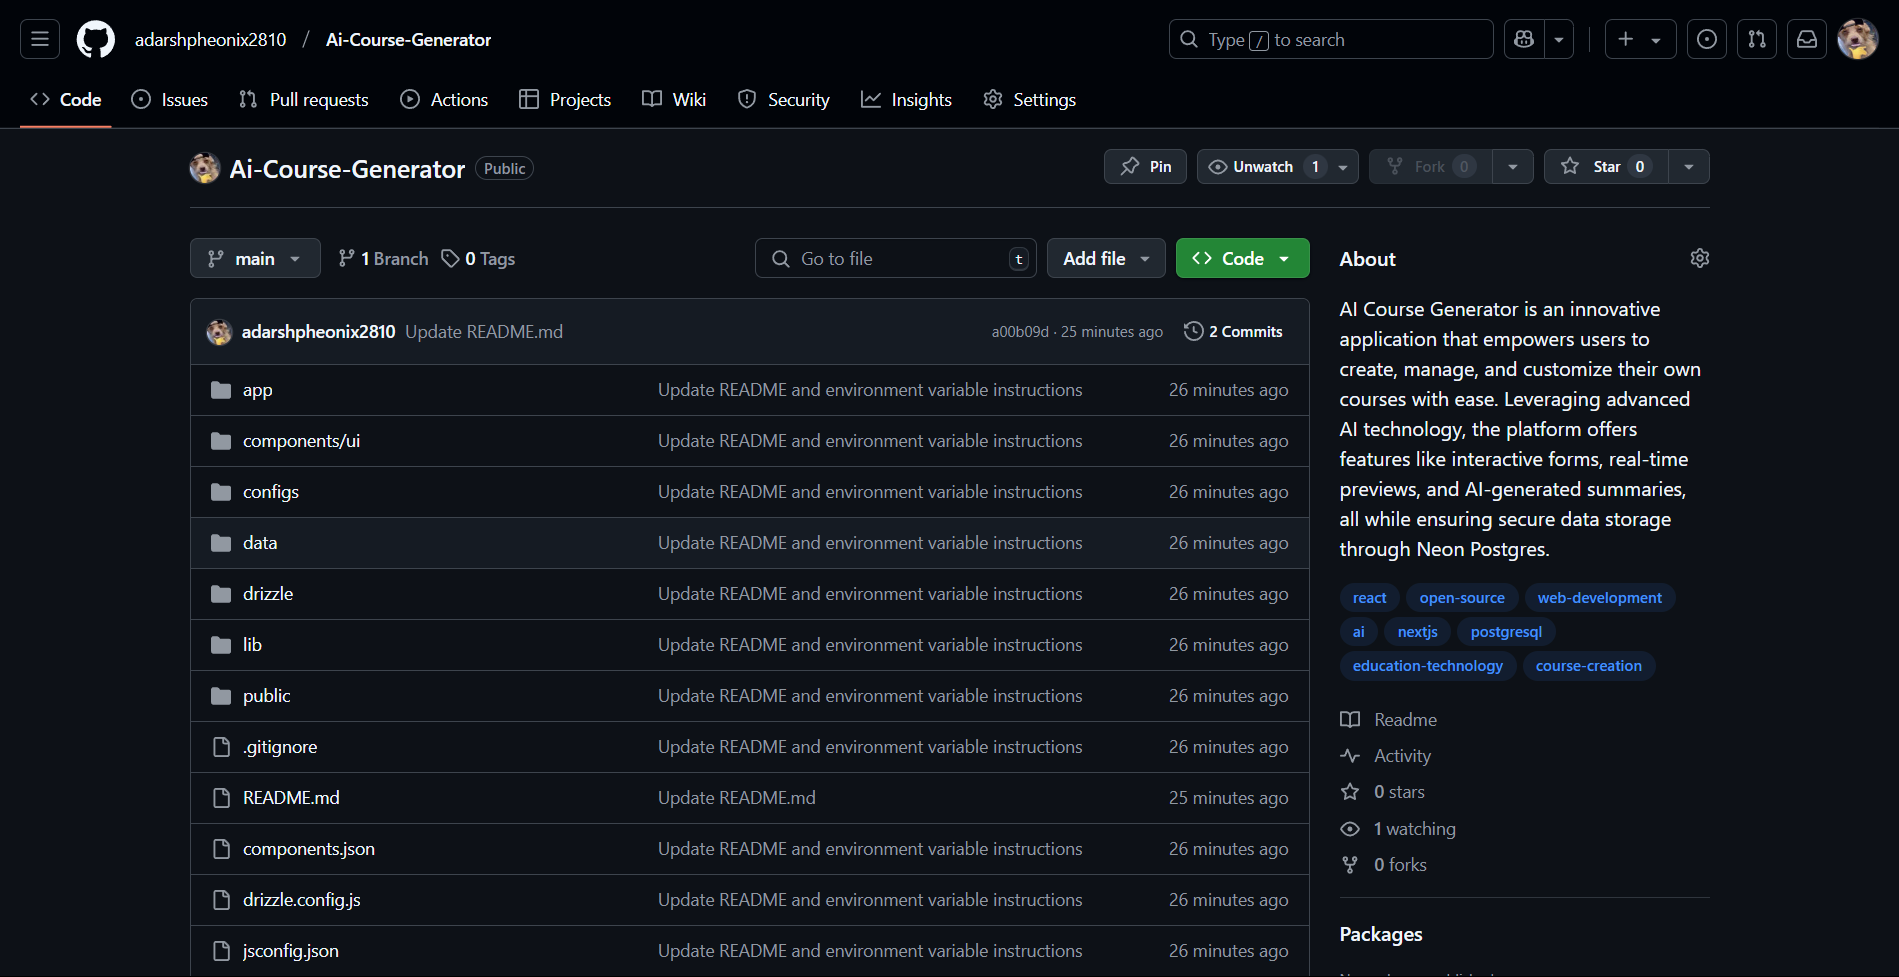 adarshpheonix2810 / Ai-Course-Generator
Type / to search
Code Issues Pull requests Actions Projects Wiki Security Insights Settings
Ai-Course-Generator Public
Pin Unwatch 1 Fork 0 Star 0
main 1 Branch 0 Tags Go to file t Add file Code
adarshpheonix2810 Update README.md a00b09d · 25 minutes ago 2 Commits
app Update README and environment variable instructions 26 minutes ago
components/ui Update README and environment variable instructions 26 minutes ago
configs Update README and environment variable instructions 26 minutes ago
data Update README and environment variable instructions 26 minutes ago
drizzle Update README and environment variable instructions 26 minutes ago
lib Update README and environment variable instructions 26 minutes ago
public Update README and environment variable instructions 26 minutes ago
.gitignore Update README and environment variable instructions 26 minutes ago
README.md Update README.md 25 minutes ago
components.json Update README and environment variable instructions 26 minutes ago
drizzle.config.js Update README and environment variable instructions 26 minutes ago
jsconfig.json Update README and environment variable instructions 26 minutes ago
About
AI Course Generator is an innovative
application that empowers users to
create, manage, and customize their own
courses with ease. Leveraging advanced
AI technology, the platform offers
features like interactive forms, real-time
previews, and AI-generated summaries,
all while ensuring secure data storage
through Neon Postgres.
react open-source web-development
ai nextjs postgresql
education-technology course-creation
Readme
Activity
0 stars
1 watching
0 forks
Packages